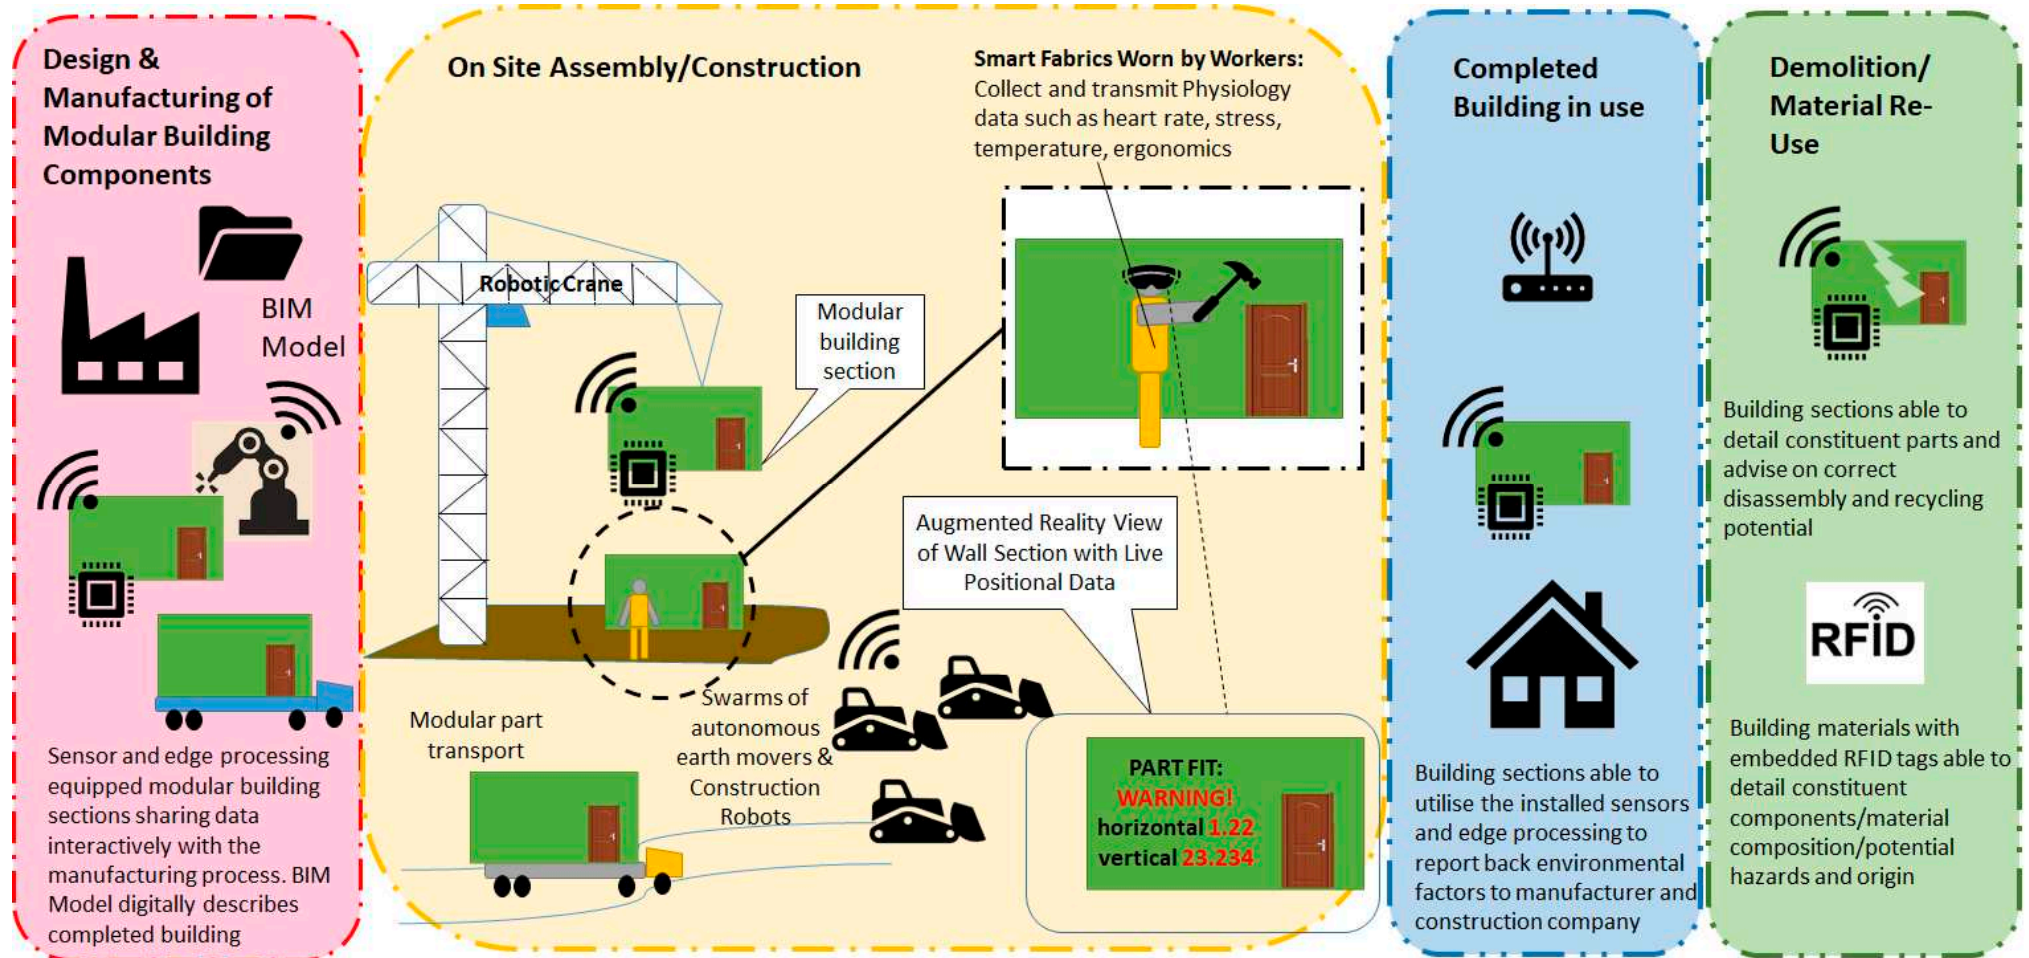 Design &
Manufacturing of
Modular Building
Components
BIM
Model
Sensor and edge processing
equipped modular building
sections sharing data
interactively with the
manufacturing process. BIM
Model digitally describes
completed building
On Site Assembly/Construction
Smart Fabrics Worn by Workers:
Collect and transmit Physiology
data such as heart rate, stress,
temperature, ergonomics
Robotic Crane
Modular
building
section
Augmented Reality View
of Wall Section with Live
Positional Data
Modular part
transport
Swarms of
autonomous
earth movers &
Construction
Robots
PART FIT:
WARNING!
horizontal 1.22
vertical 23.234
Completed
Building in use
Building sections able to
utilise the installed sensors
and edge processing to
report back environmental
factors to manufacturer and
construction company
Demolition/
Material Re-
Use
Building sections able to
detail constituent parts and
advise on correct
disassembly and recycling
potential
RFiD
Building materials with
embedded RFID tags able to
detail constituent
components/material
composition/potential
hazards and origin